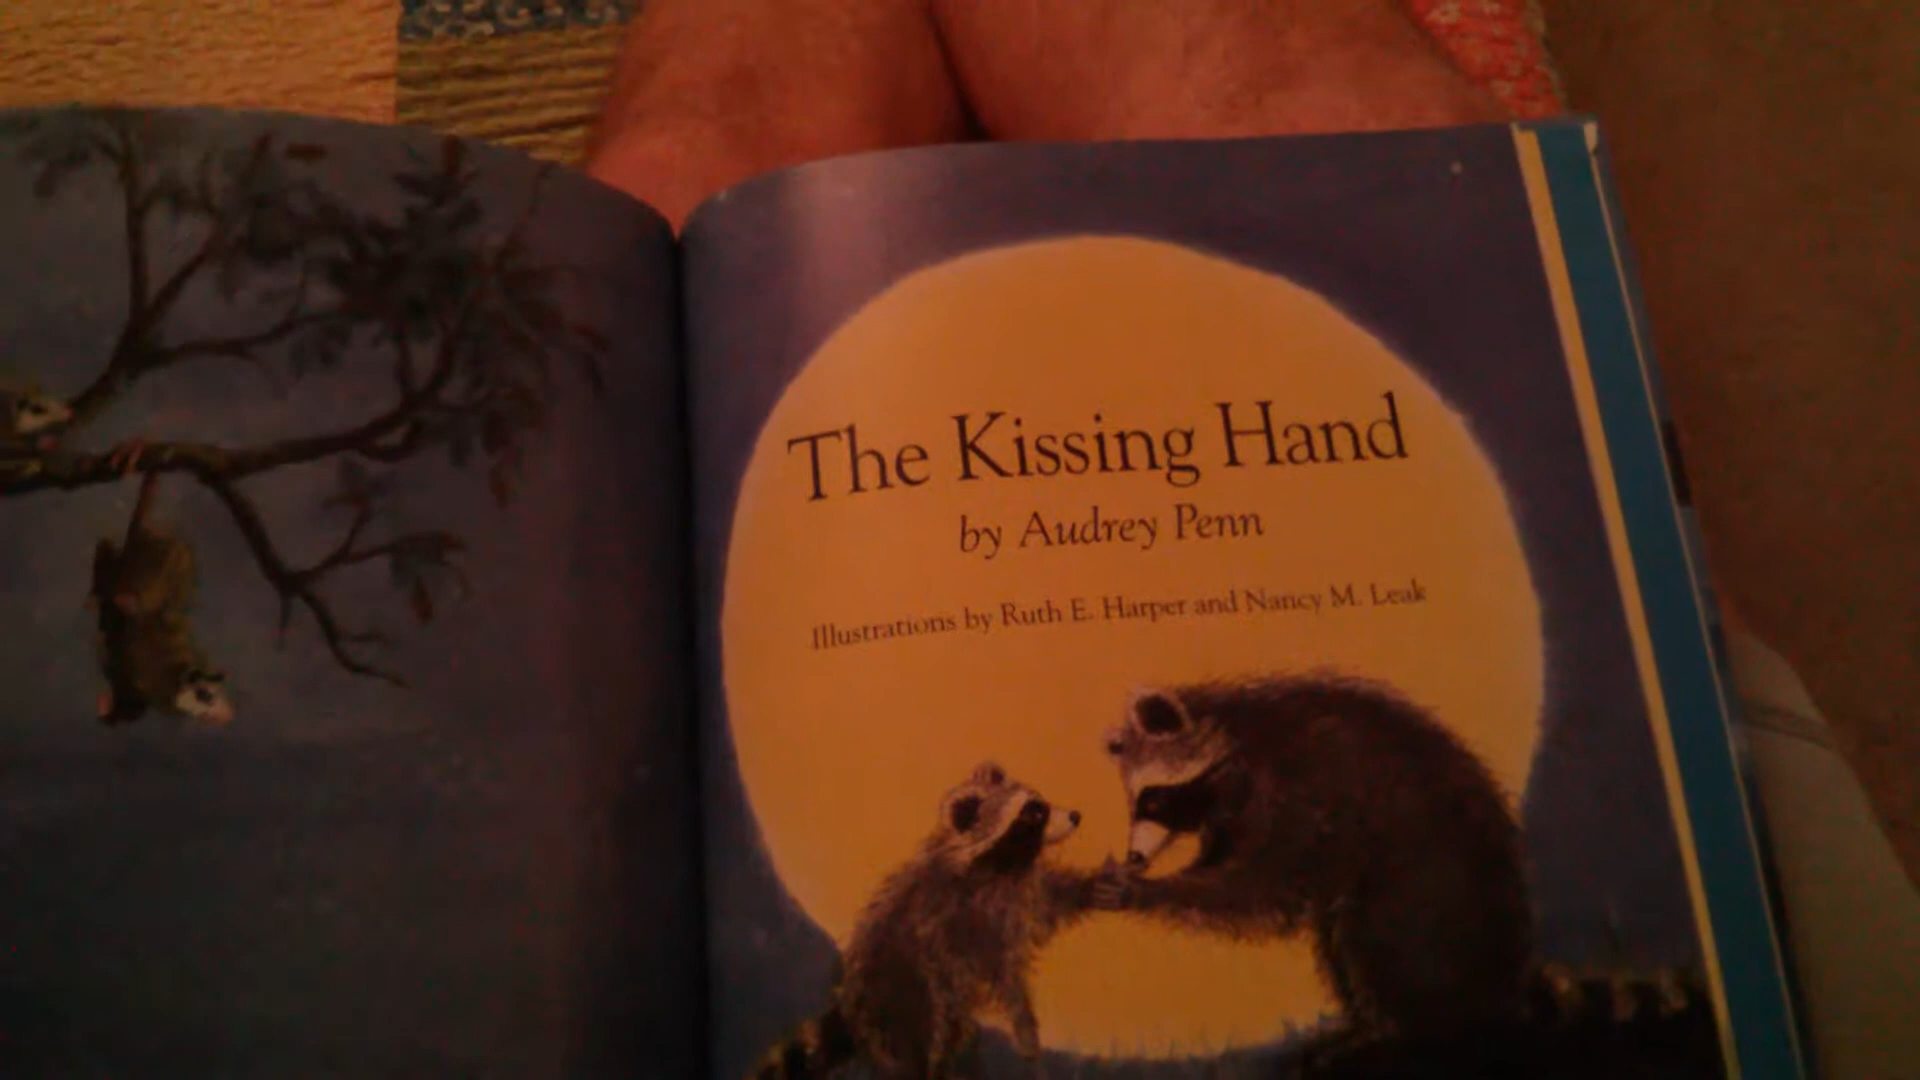 The Kissing Hand
by Audrey Penn
Illustrations by Ruth E. Harper and Nancy M. Leak